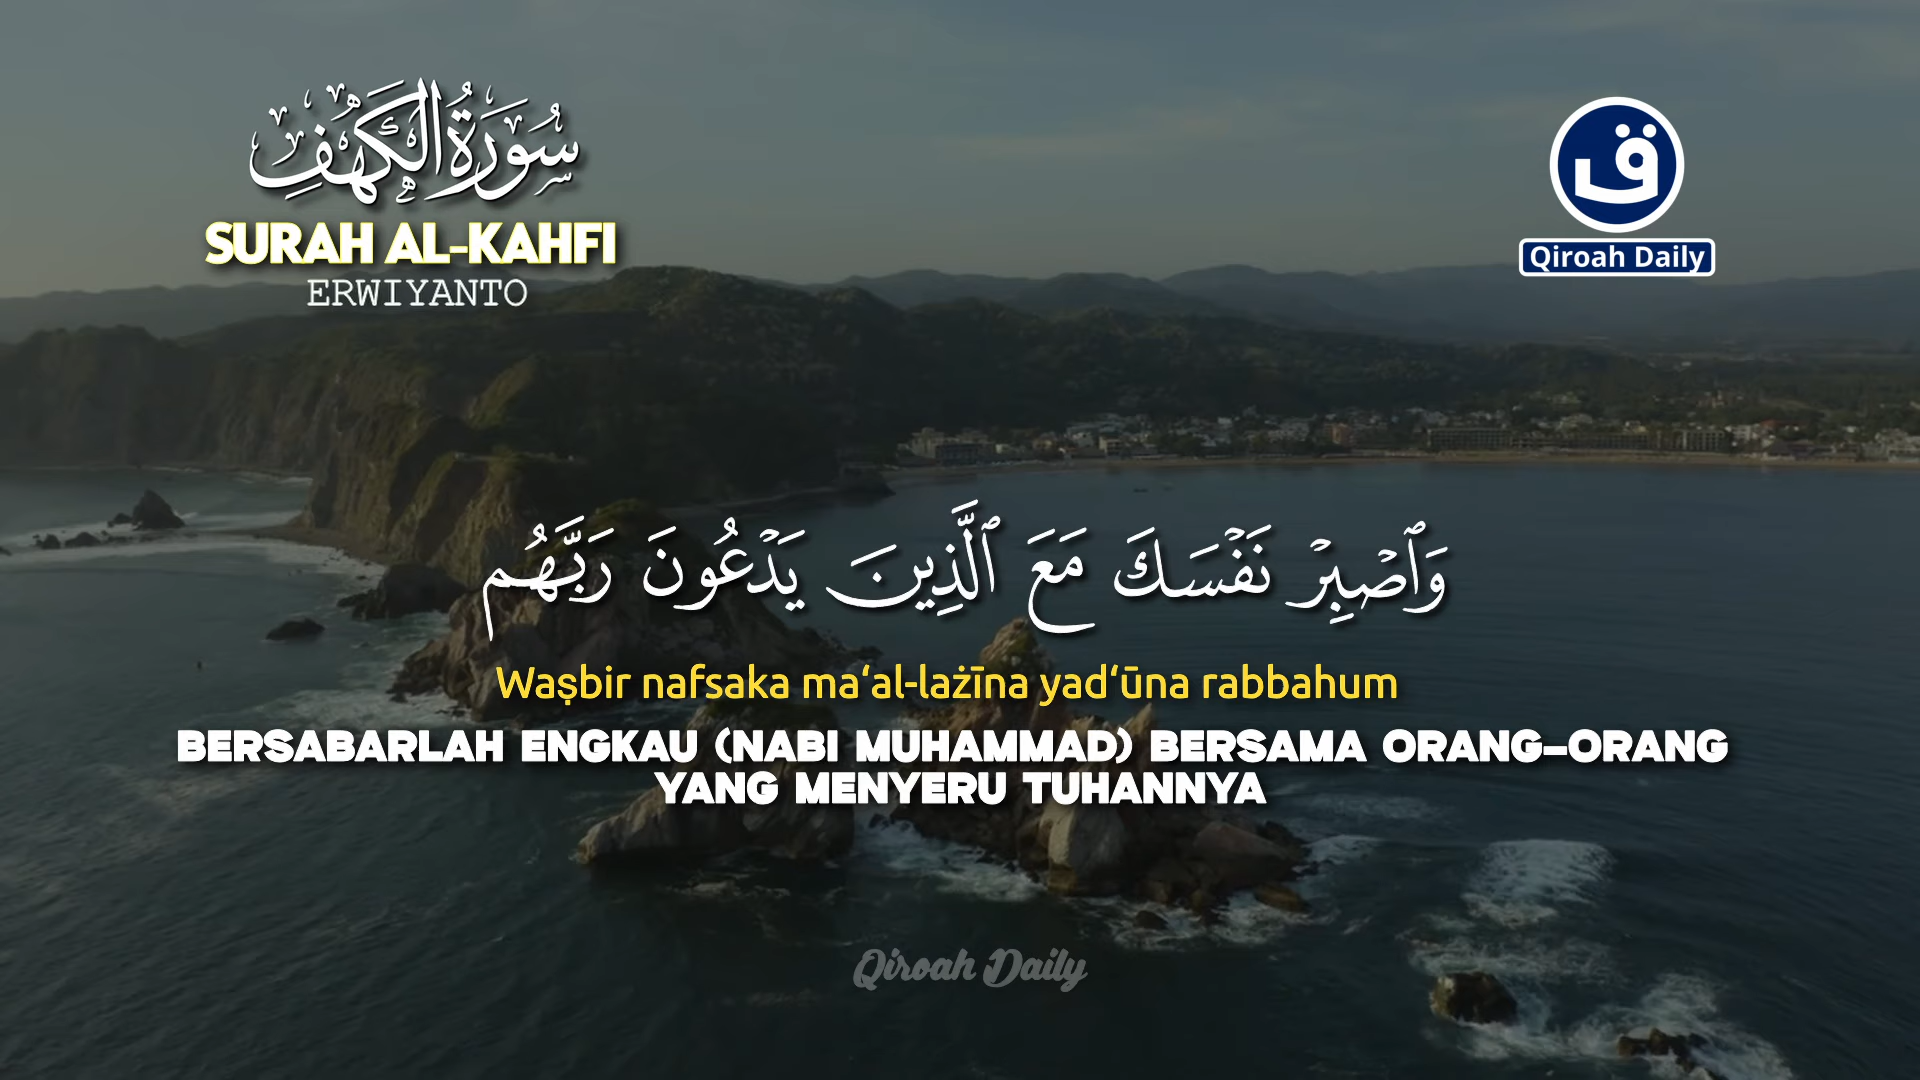 سُورَةُ الكَهْفِ
SURAH AL-KAHFI
ERWIYANTO
ق
Qiroah Daily
وَٱصْبِرْ نَفْسَكَ مَعَ ٱلَّذِينَ يَدْعُونَ رَبَّهُم
Waṣbir nafsaka ma‘al-lażīna yad‘ūna rabbahum
BERSABARLAH ENGKAU (NABI MUHAMMAD) BERSAMA ORANG-ORANG
YANG MENYERU TUHANNYA
Qiroah Daily